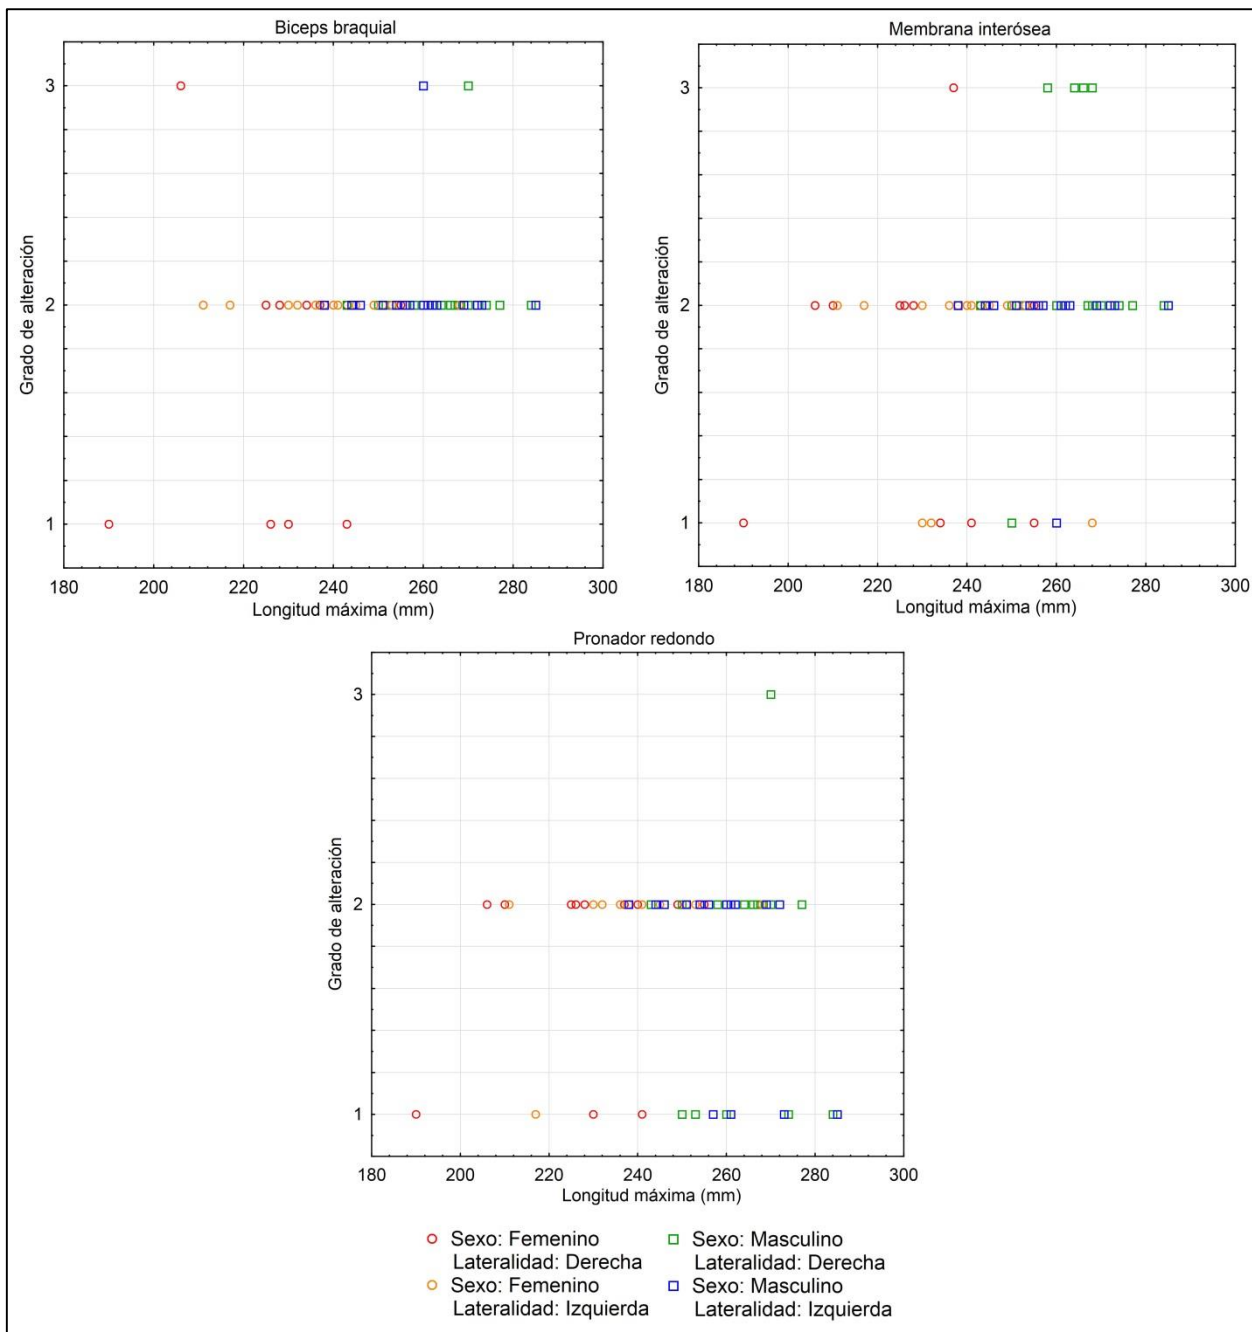 Biceps braquial
Grado de alteración
3
2
1
180 200 220 240 260 280 300
Longitud máxima (mm)
Membrana interósea
Grado de alteración
3
2
1
180 200 220 240 260 280 300
Longitud máxima (mm)
Pronador redondo
Grado de alteración
3
2
1
180 200 220 240 260 280 300
Longitud máxima (mm)
Sexo: Femenino
Lateralidad: Derecha
Sexo: Femenino
Lateralidad: Izquierda
Sexo: Masculino
Lateralidad: Derecha
Sexo: Masculino
Lateralidad: Izquierda